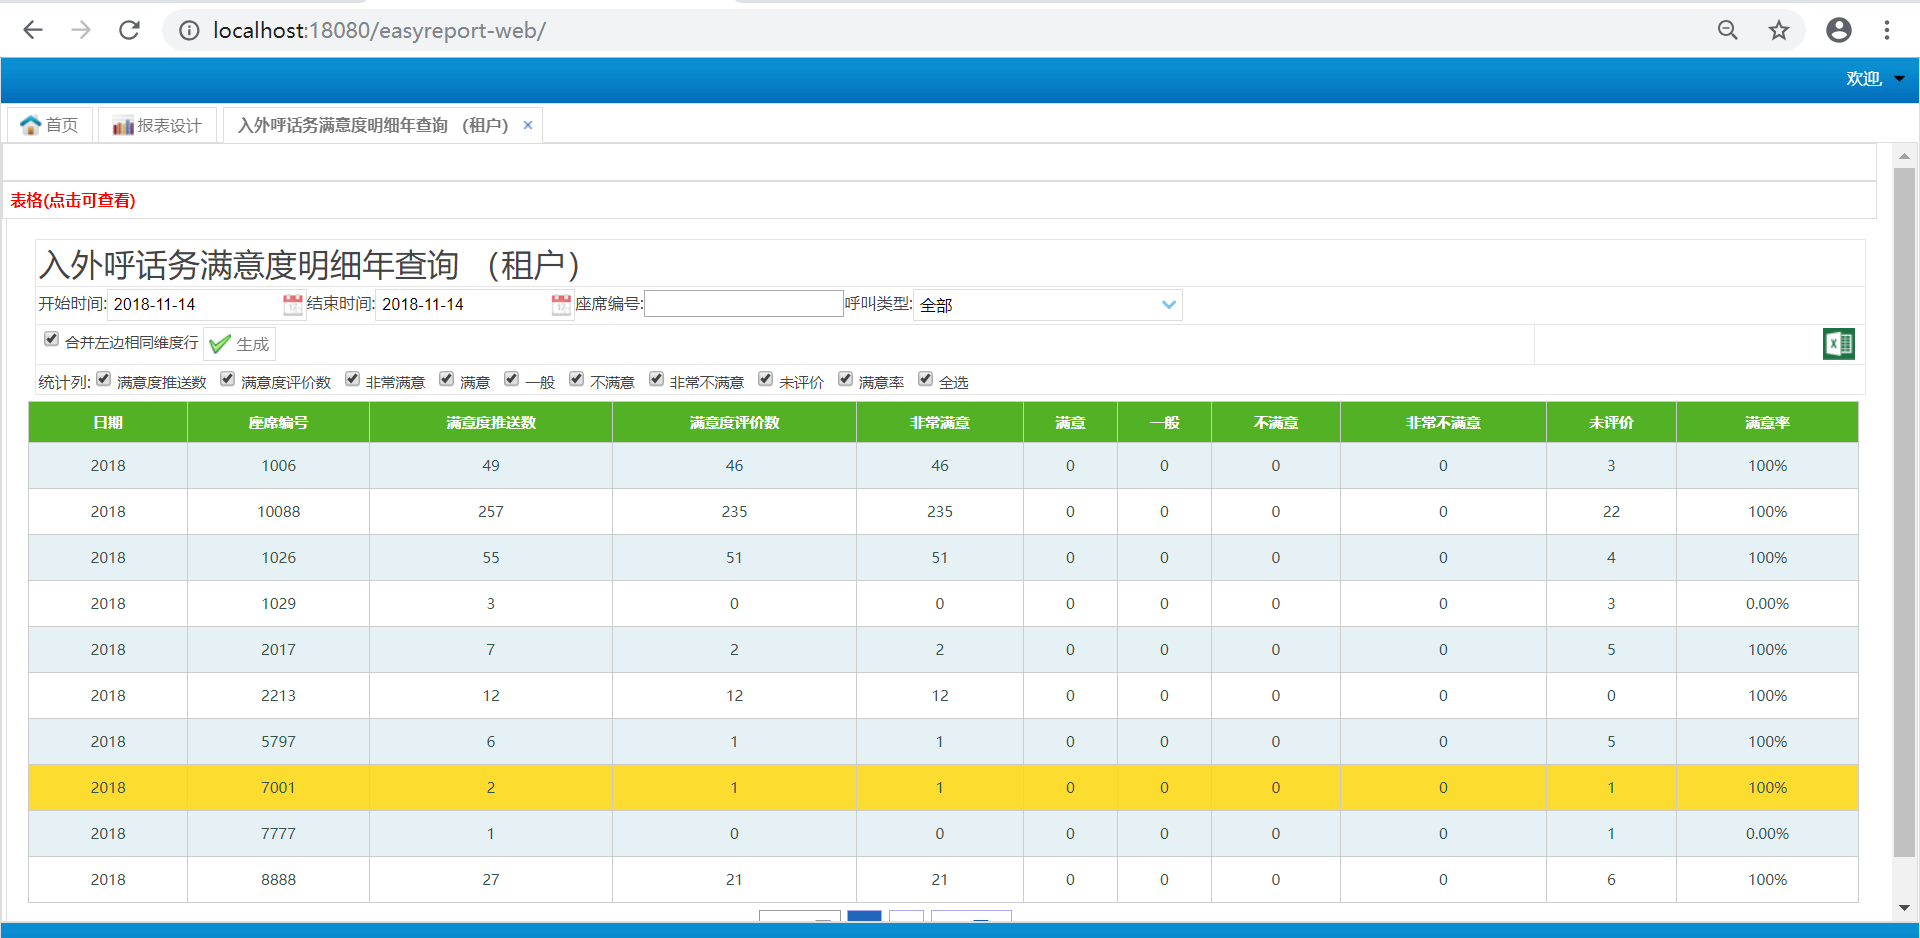 localhost:18080/easyreport-web/
欢迎,
首页 报表设计 入外呼话务满意度明细年查询 （租户） ×
表格(点击可查看)
入外呼话务满意度明细年查询 （租户）
开始时间: 2018-11-14 结束时间: 2018-11-14 座席编号: 呼叫类型: 全部
合并左边相同维度行 生成
统计列: 满意度推送数 满意度评价数 非常满意 满意 一般 不满意 非常不满意 未评价 满意率 全选
日期 座席编号 满意度推送数 满意度评价数 非常满意 满意 一般 不满意 非常不满意 未评价 满意率
2018 1006 49 46 46 0 0 0 0 3 100%
2018 10088 257 235 235 0 0 0 0 22 100%
2018 1026 55 51 51 0 0 0 0 4 100%
2018 1029 3 0 0 0 0 0 0 3 0.00%
2018 2017 7 2 2 0 0 0 0 5 100%
2018 2213 12 12 12 0 0 0 0 0 100%
2018 5797 6 1 1 0 0 0 0 5 100%
2018 7001 2 1 1 0 0 0 0 1 100%
2018 7777 1 0 0 0 0 0 0 1 0.00%
2018 8888 27 21 21 0 0 0 0 6 100%